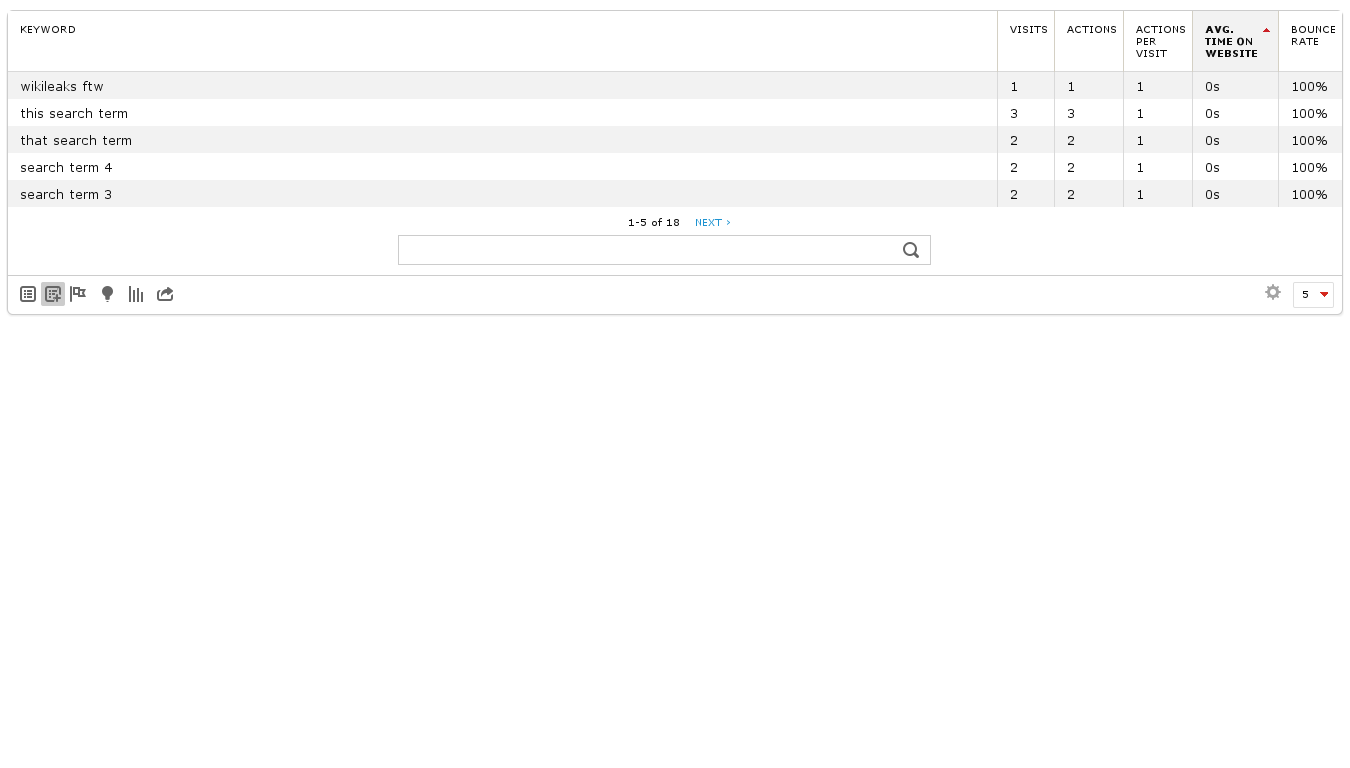 KEYWORD VISITS ACTIONS ACTIONS PER VISIT AVG. TIME ON WEBSITE BOUNCE RATE
wikileaks ftw 1 1 1 0s 100%
this search term 3 3 1 0s 100%
that search term 2 2 1 0s 100%
search term 4 2 2 1 0s 100%
search term 3 2 2 1 0s 100%
1-5 of 18 NEXT ›
5